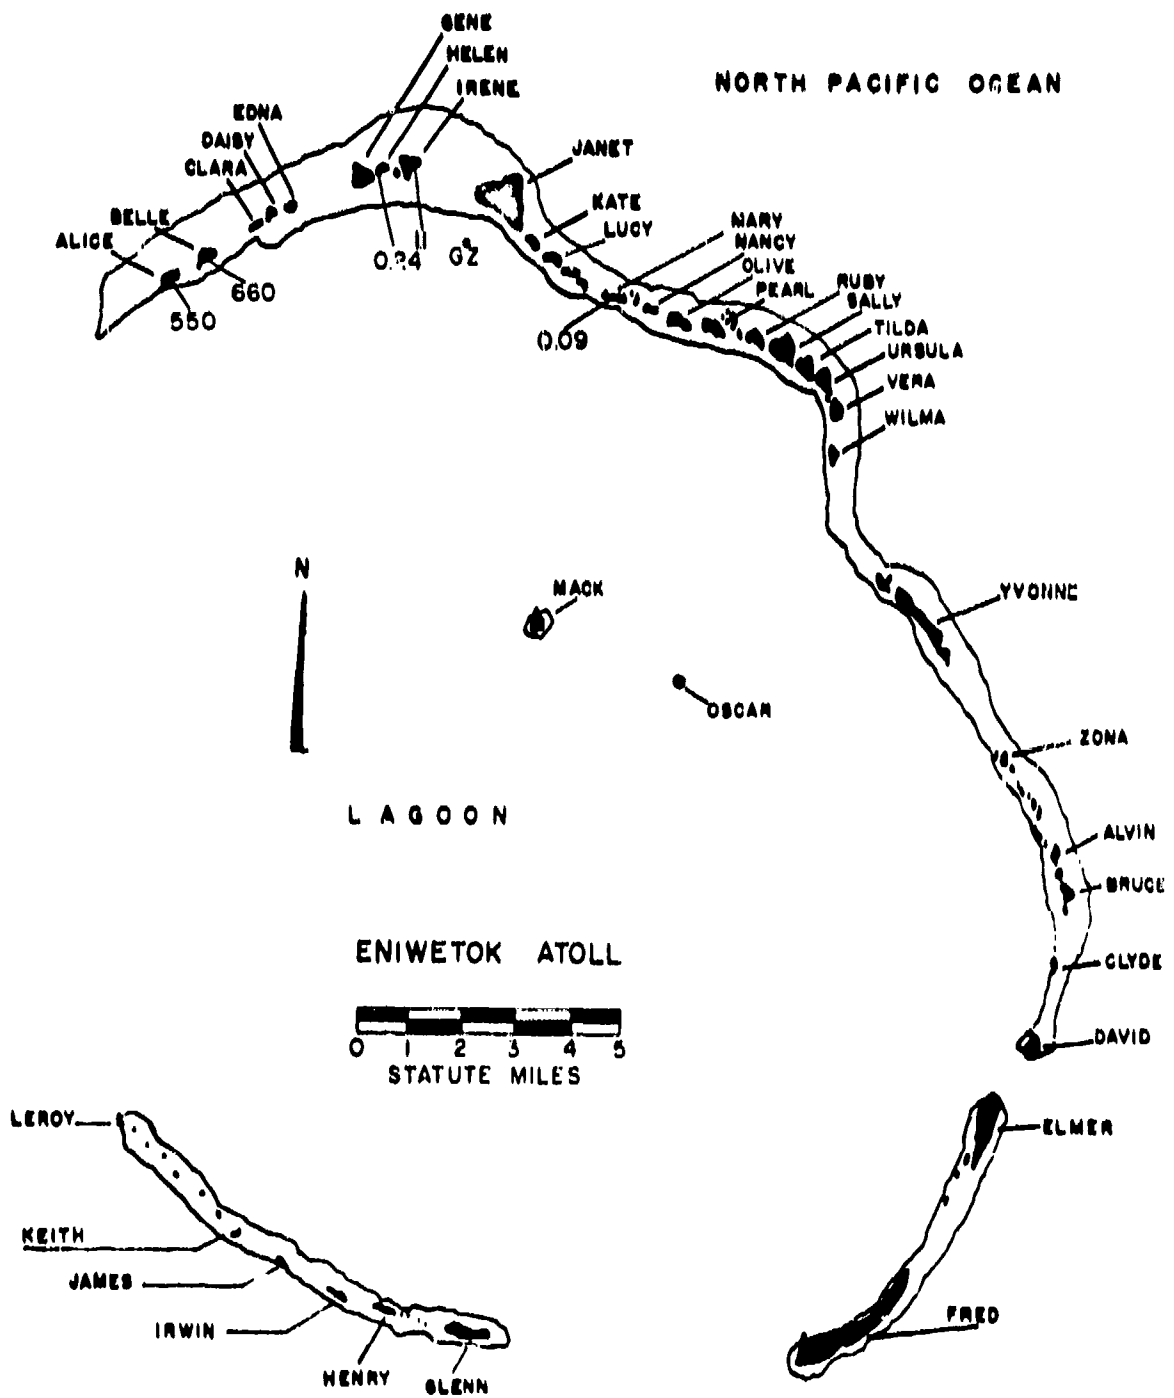 GENE
HELEN
NORTH PACIFIC OCEAN
IRENE
EDNA
DAISY
CLARA
JANET
KATE
BELLE
MARY
LUCY
NANCY
ALICE
OLIVE
0.24
11
GZ
PEARL
RUBY
SALLY
660
550
0.09
TILDA
URSULA
VERA
WILMA
N
MACK
YVONNE
OSCAR
ZONA
LAGOON
ALVIN
BRUCE
ENIWETOK ATOLL
CLYDE
0 1 2 3 4 5
STATUTE MILES
DAVID
LEROY
ELMER
KEITH
JAMES
FRED
IRWIN
HENRY
GLENN